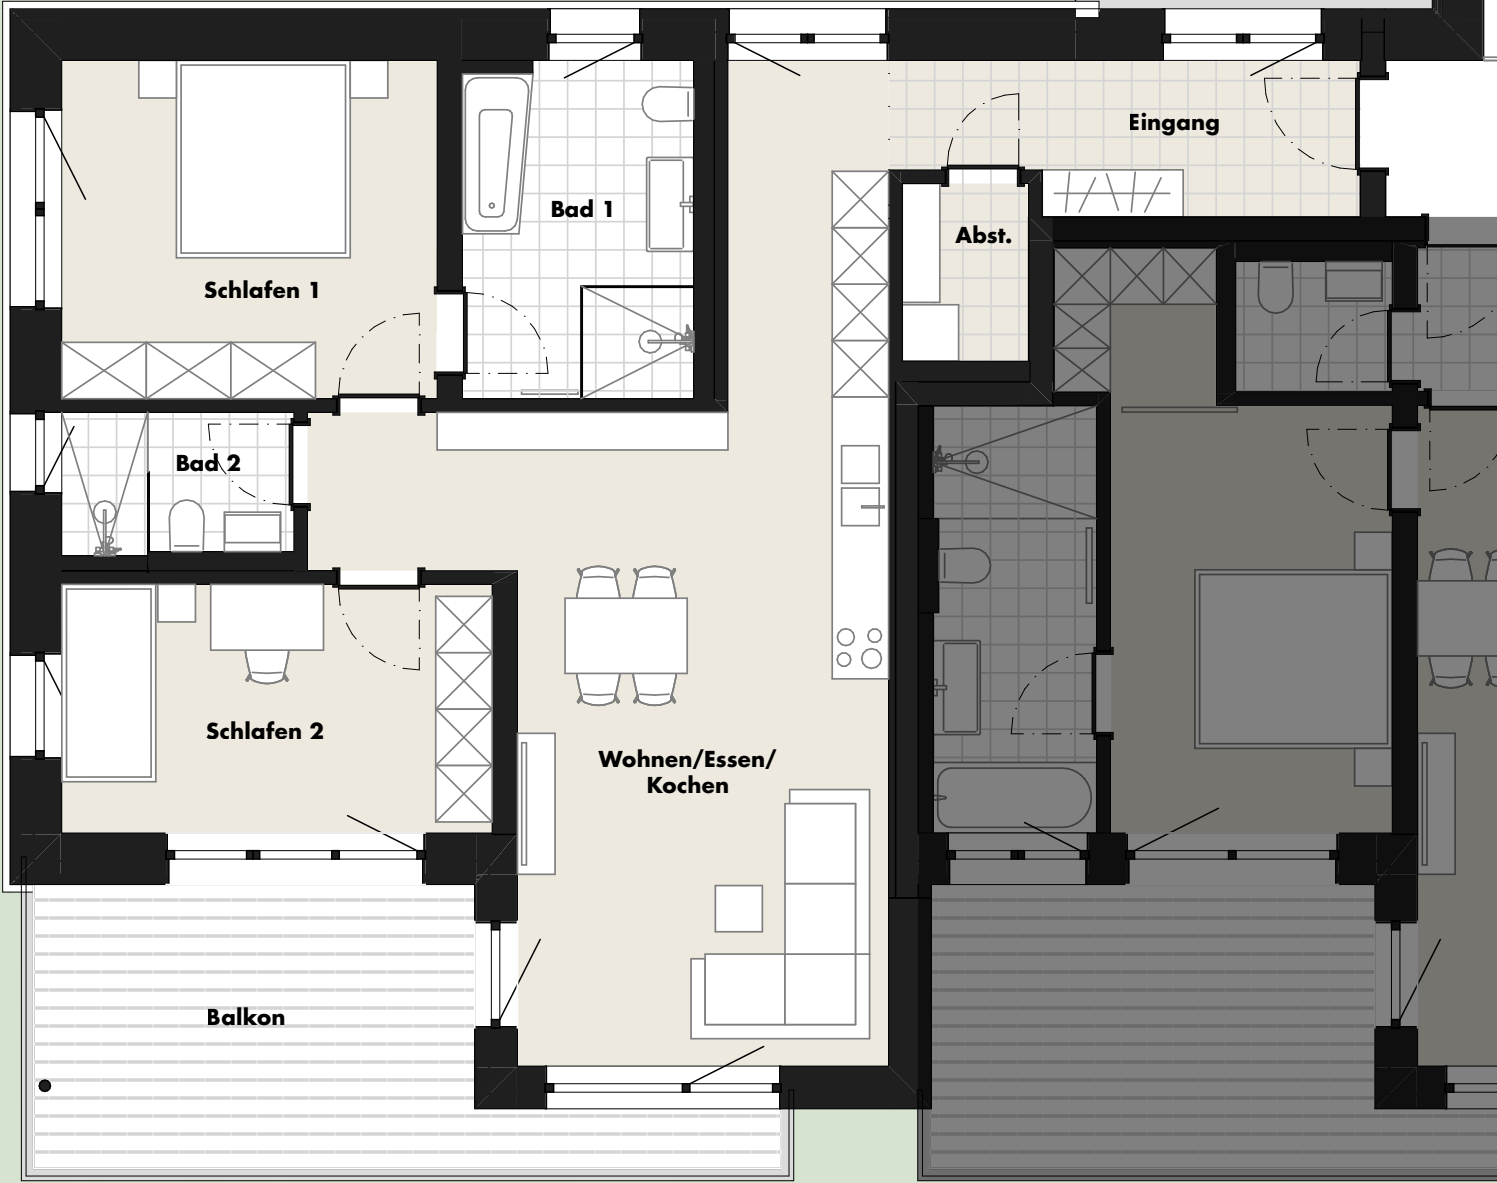 Eingang
Bad 1
Abst.
Schlafen 1
Bad 2
Schlafen 2
Wohnen/Essen/
Kochen
Balkon